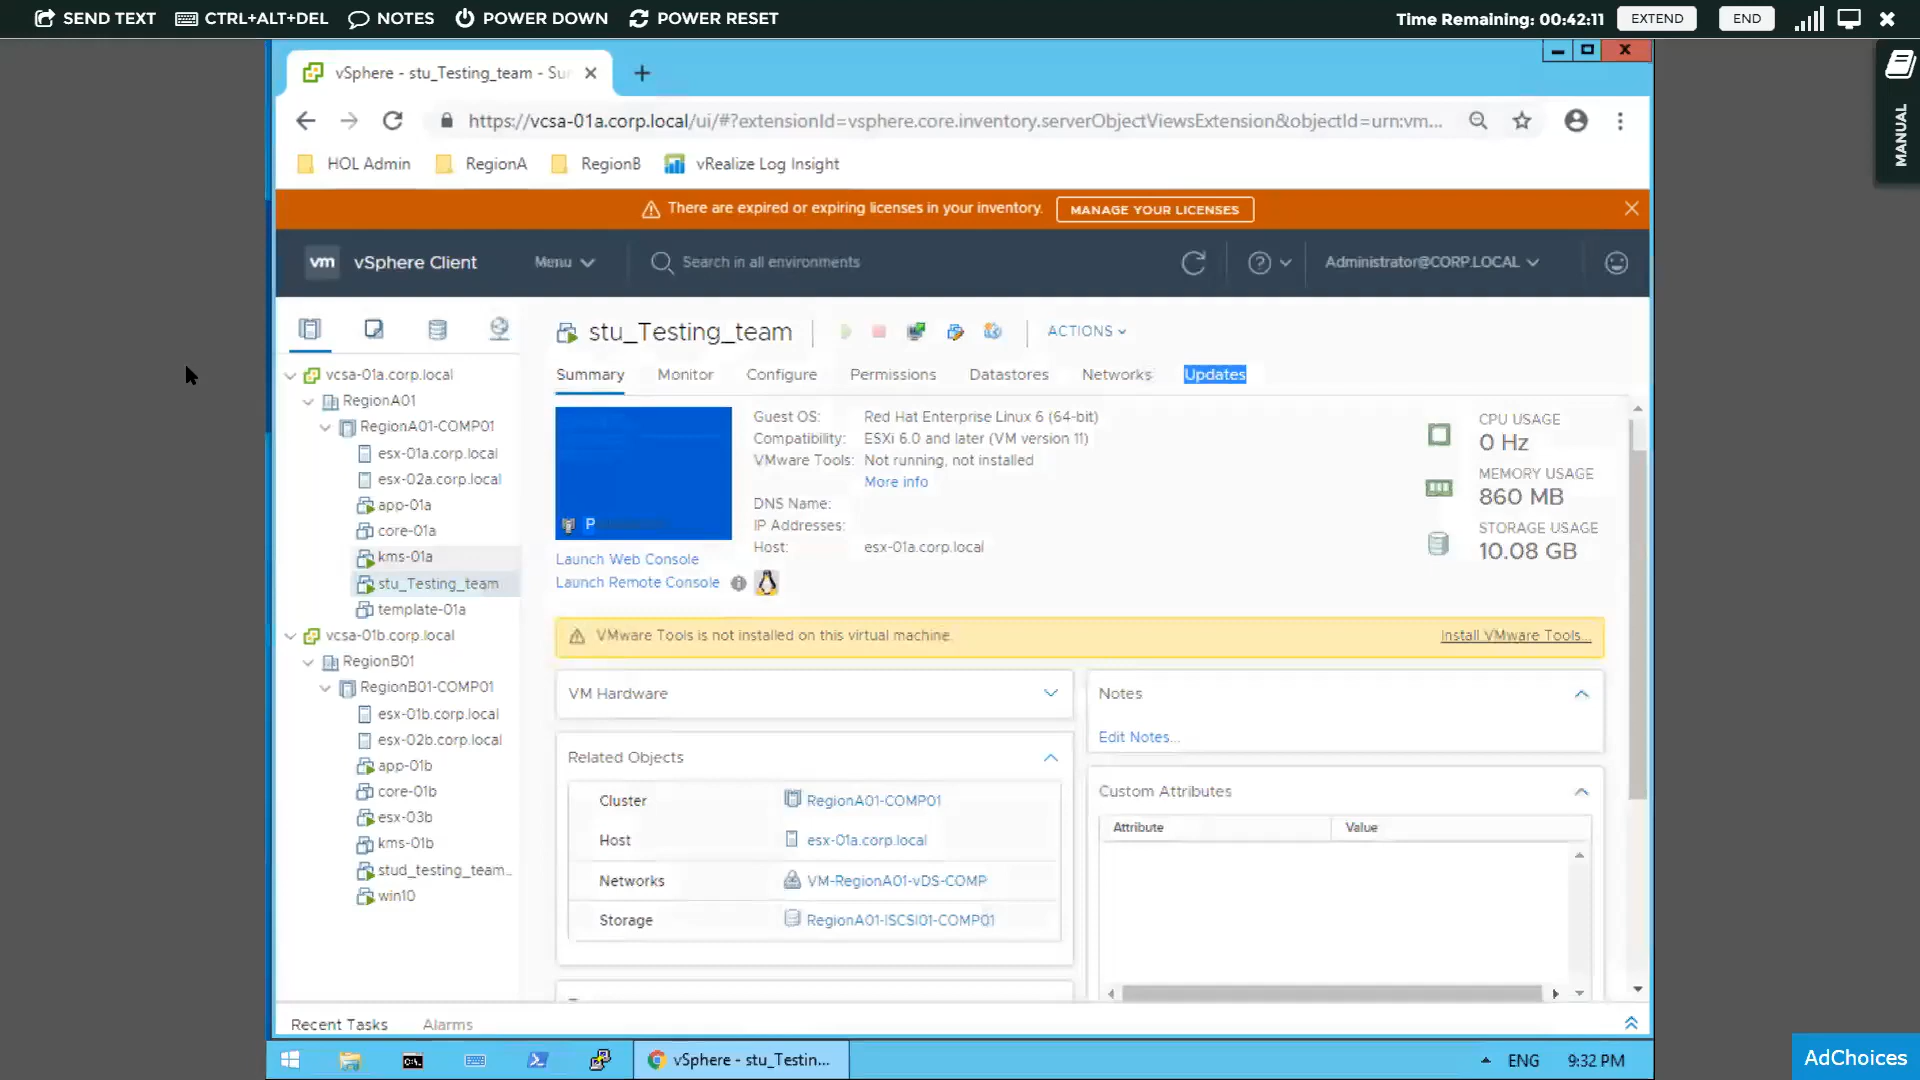 SEND TEXT CTRL+ALT+DEL NOTES POWER DOWN POWER RESET Time Remaining: 00:42:11 EXTEND END
MANUAL
vSphere - stu_Testing_team - Su
https://vcsa-01a.corp.local/ui/#?extensionId=vsphere.core.inventory.serverObjectViewsExtension&objectId=urn:vm...
HOL Admin RegionA RegionB vRealize Log Insight
There are expired or expiring licenses in your inventory. MANAGE YOUR LICENSES
vm vSphere Client Menu Search in all environments Administrator@CORP.LOCAL
stu_Testing_team ACTIONS
Summary Monitor Configure Permissions Datastores Networks Updates
vcsa-01a.corp.local
RegionA01
RegionA01-COMP01
esx-01a.corp.local
esx-02a.corp.local
app-01a
core-01a
kms-01a
stu_Testing_team
template-01a
vcsa-01b.corp.local
RegionB01
RegionB01-COMP01
esx-01b.corp.local
esx-02b.corp.local
app-01b
core-01b
esx-03b
kms-01b
stud_testing_team...
win10
Guest OS: Red Hat Enterprise Linux 6 (64-bit)
Compatibility: ESXi 6.0 and later (VM version 11)
VMware Tools: Not running, not installed
More info
DNS Name:
IP Addresses:
Host: esx-01a.corp.local
Launch Web Console
Launch Remote Console
CPU USAGE
0 Hz
MEMORY USAGE
860 MB
STORAGE USAGE
10.08 GB
VMware Tools is not installed on this virtual machine. Install VMware Tools...
VM Hardware
Related Objects
Cluster RegionA01-COMP01
Host esx-01a.corp.local
Networks VM-RegionA01-vDS-COMP
Storage RegionA01-ISCSI01-COMP01
Notes
Edit Notes...
Custom Attributes
Attribute Value
Recent Tasks Alarms
vSphere - stu_Testin... ENG 9:32 PM
AdChoices